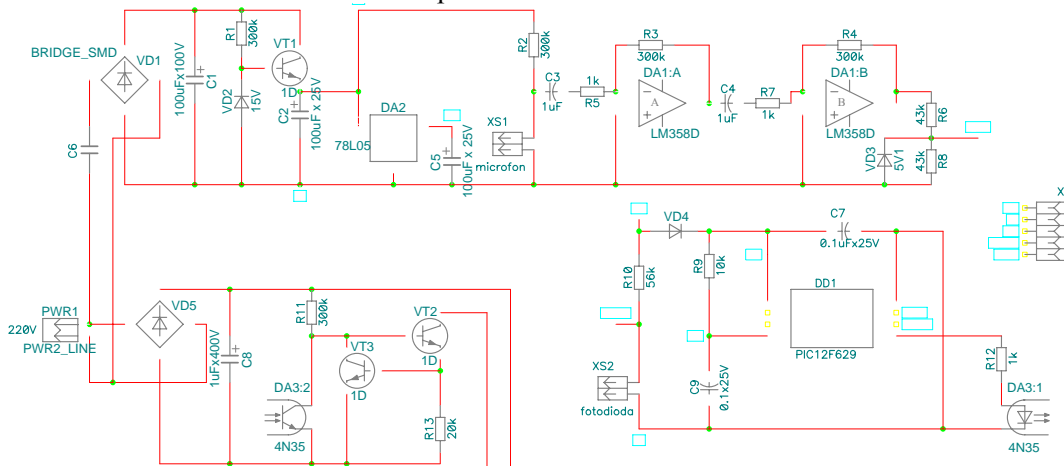 BRIDGE_SMD
VD1
C6
100uFx100V
C1
R1
300k
VD2
15V
VT1
1D
C2
100uF x 25V
DA2
78L05
C5
100uF x 25V
R2
300k
C3
1uF
XS1
microfon
1k
R5
R3
300k
DA1:A
A
LM358D
C4
1uF
R7
1k
R4
300k
DA1:B
B
LM358D
43k
R6
VD3
5V1
43k
R8
X
PWR1
220V
PWR2_LINE
VD5
1uFx400V
C8
R11
300k
VT3
1D
VT2
1D
DA3:2
4N35
R13
20k
VD4
R10
56k
R9
10k
C7
0.1uFx25V
DD1
PIC12F629
XS2
fotodioda
C9
0.1x25V
R12
1k
DA3:1
4N35